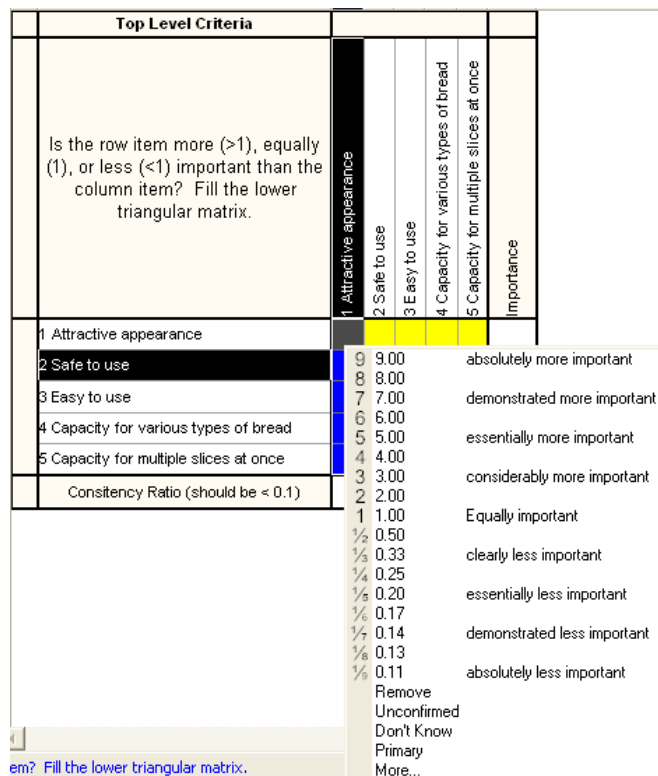 Top Level Criteria
Is the row item more (>1), equally
(1), or less (<1) important than the
column item? Fill the lower
triangular matrix.
1 Attractive appearance
2 Safe to use
3 Easy to use
4 Capacity for various types of bread
5 Capacity for multiple slices at once
Importance
1 Attractive appearance
2 Safe to use
3 Easy to use
4 Capacity for various types of bread
5 Capacity for multiple slices at once
Consitency Ratio (should be < 0.1)
9 9.00 absolutely more important
8 8.00
7 7.00 demonstrated more important
6 6.00
5 5.00 essentially more important
4 4.00
3 3.00 considerably more important
2 2.00
1 1.00 Equally important
½ 0.50
⅓ 0.33 clearly less important
¼ 0.25
⅕ 0.20 essentially less important
⅙ 0.17
⅐ 0.14 demonstrated less important
⅛ 0.13
⅑ 0.11 absolutely less important
Remove
Unconfirmed
Don't Know
Primary
More...
em? Fill the lower triangular matrix.